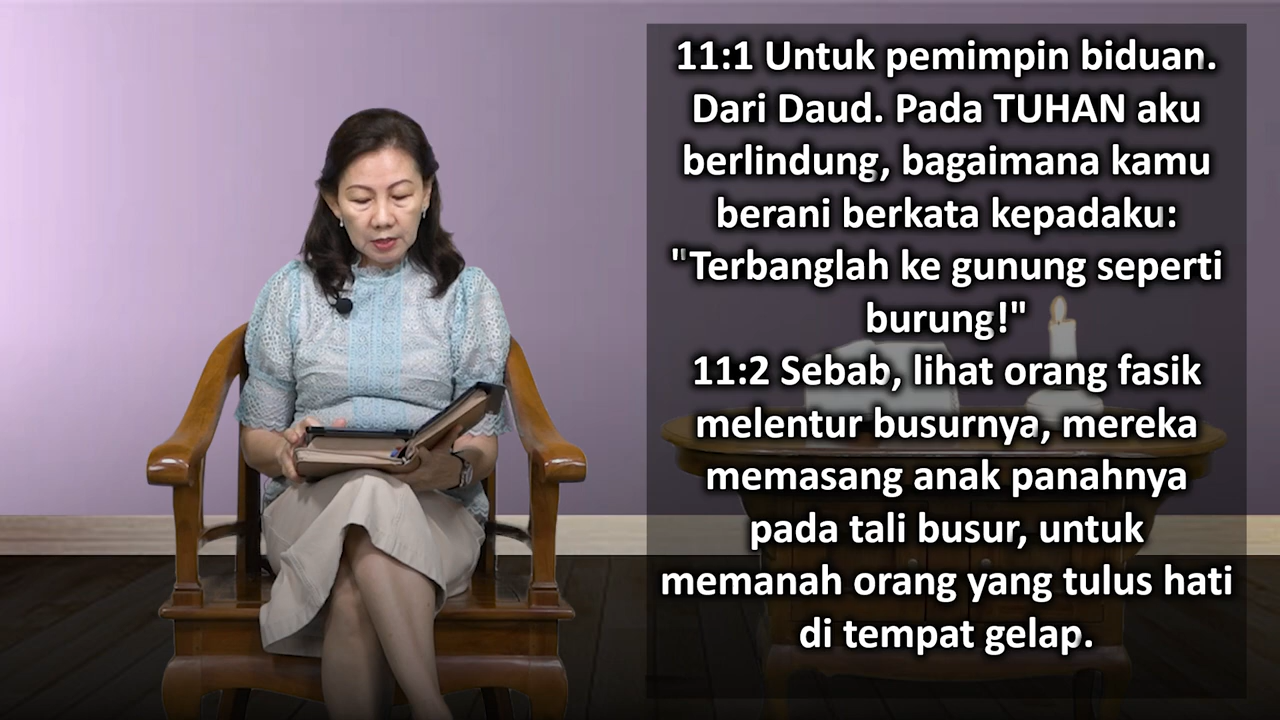 11:1 Untuk pemimpin biduan.
Dari Daud. Pada TUHAN aku
berlindung, bagaimana kamu
berani berkata kepadaku:
"Terbanglah ke gunung seperti
burung!"
11:2 Sebab, lihat orang fasik
melentur busurnya, mereka
memasang anak panahnya
pada tali busur, untuk
memanah orang yang tulus hati
di tempat gelap.